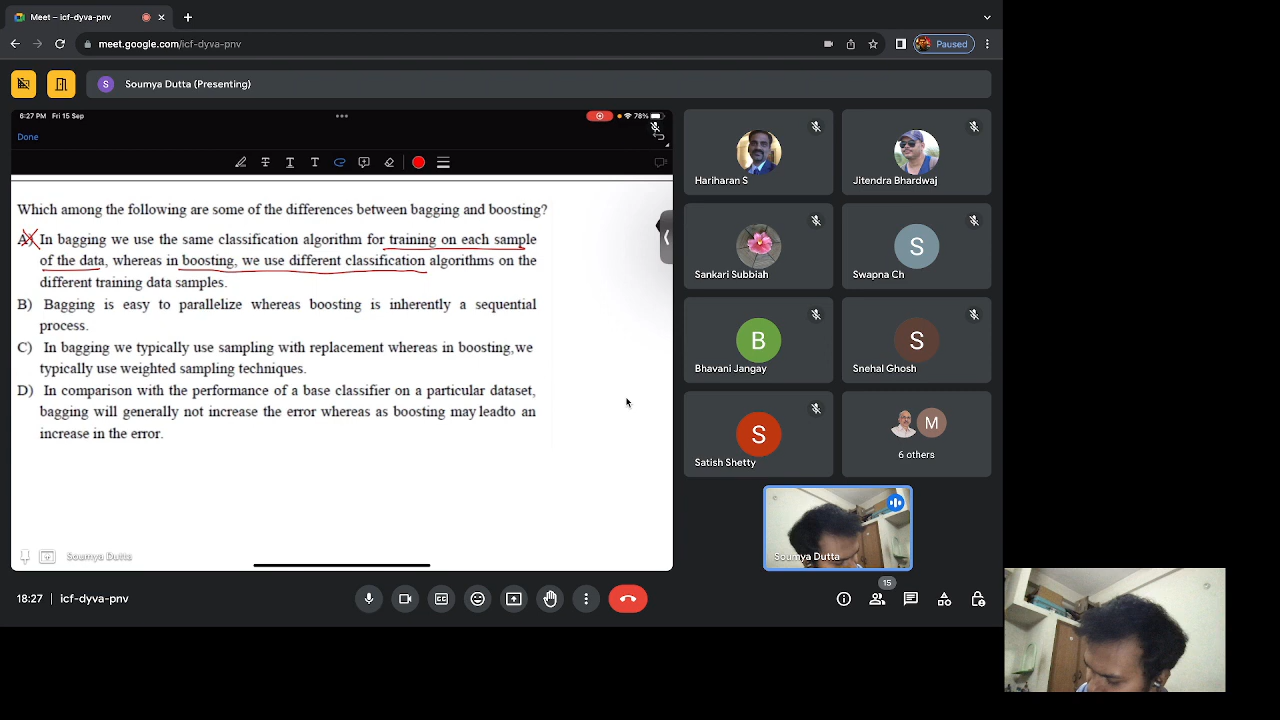 Meet – icf-dyva-pnv
meet.google.com/icf-dyva-pnv
Paused
S
Soumya Dutta (Presenting)
6:27 PM Fri 15 Sep
78%
Done
T T T
Which among the following are some of the differences between bagging and boosting?
A) In bagging we use the same classification algorithm for training on each sample
of the data, whereas in boosting, we use different classification algorithms on the
different training data samples.
B) Bagging is easy to parallelize whereas boosting is inherently a sequential
process.
C) In bagging we typically use sampling with replacement whereas in boosting,we
typically use weighted sampling techniques.
D) In comparison with the performance of a base classifier on a particular dataset,
bagging will generally not increase the error whereas as boosting may leadto an
increase in the error.
Soumya Dutta
Hariharan S
Jitendra Bhardwaj
Sankari Subbiah
S
Swapna Ch
B
Bhavani Jangay
S
Snehal Ghosh
S
Satish Shetty
M
6 others
Soumya Dutta
18:27 | icf-dyva-pnv
15